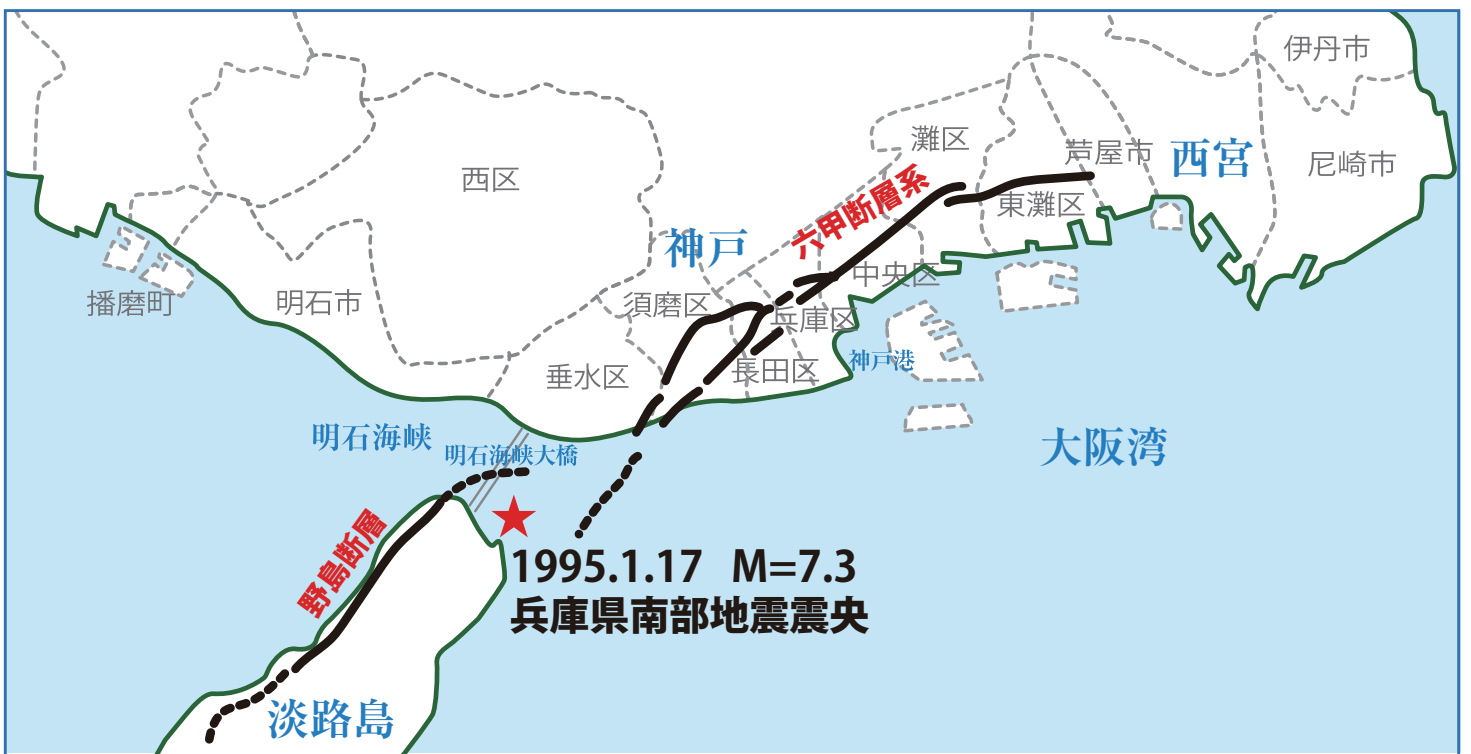 伊丹市
灘区
芦屋市
西宮
尼崎市
西区
六甲断層系
東灘区
神戸
中央区
播磨町
明石市
須磨区
兵庫区
神戸港
垂水区
長田区
明石海峡
明石海峡大橋
大阪湾
野島断層
1995.1.17 M=7.3
兵庫県南部地震震央
淡路島